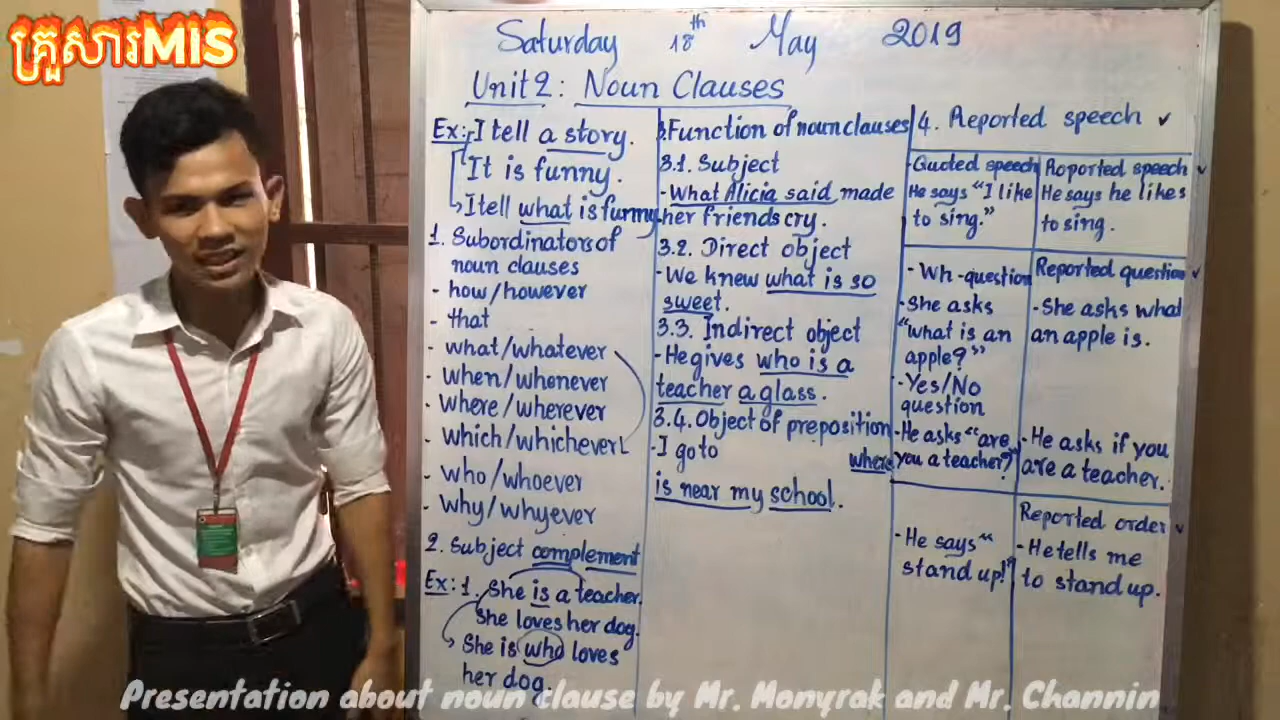 គ្រួសារMIS
Saturday 18th May 2019
Unit 2: Noun Clauses
Ex: I tell a story.
It is funny.
I tell what is funny.
1. Subordinators of
noun clauses
- how/however
- that
- what/whatever
- when/whenever
- where/wherever
- which/whichever
- who/whoever
- why/whyever
2. Subject complement
Ex: 1. She is a teacher.
She loves her dog.
She is who loves
her dog.
3. Function of noun clauses
3.1. Subject
- What Alicia said made
her friends cry.
3.2. Direct object
- We knew what is so
sweet.
3.3. Indirect object
- He gives who is a
teacher a glass.
3.4. Object of preposition
- I go to where
is near my school.
4. Reported speech ✓
Quoted speech
He says "I like
to sing."
Roported speech ✓
He says he likes
to sing.
- Wh-question
- She asks
"what is an
apple?"
- Yes/No
question
- He asks "are
you a teacher?"
Reported question ✓
- She asks what
an apple is.
- He asks if you
are a teacher.
- He says "
stand up!"
Reported order ✓
- He tells me
to stand up.
Presentation about noun clause by Mr. Monyrak and Mr. Channin